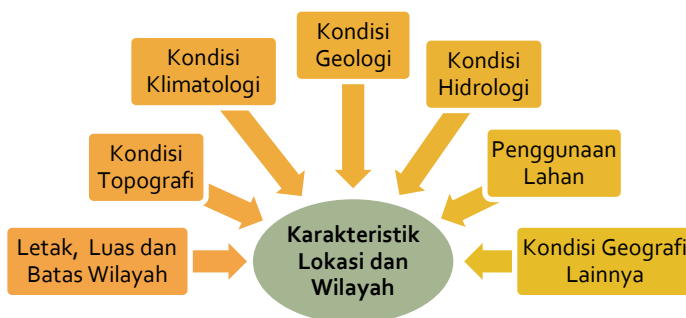 Kondisi
Geologi
Kondisi
Klimatologi
Kondisi
Hidrologi
Kondisi
Topografi
Penggunaan
Lahan
Letak, Luas dan
Batas Wilayah
Karakteristik
Lokasi dan
Wilayah
Kondisi Geografi
Lainnya